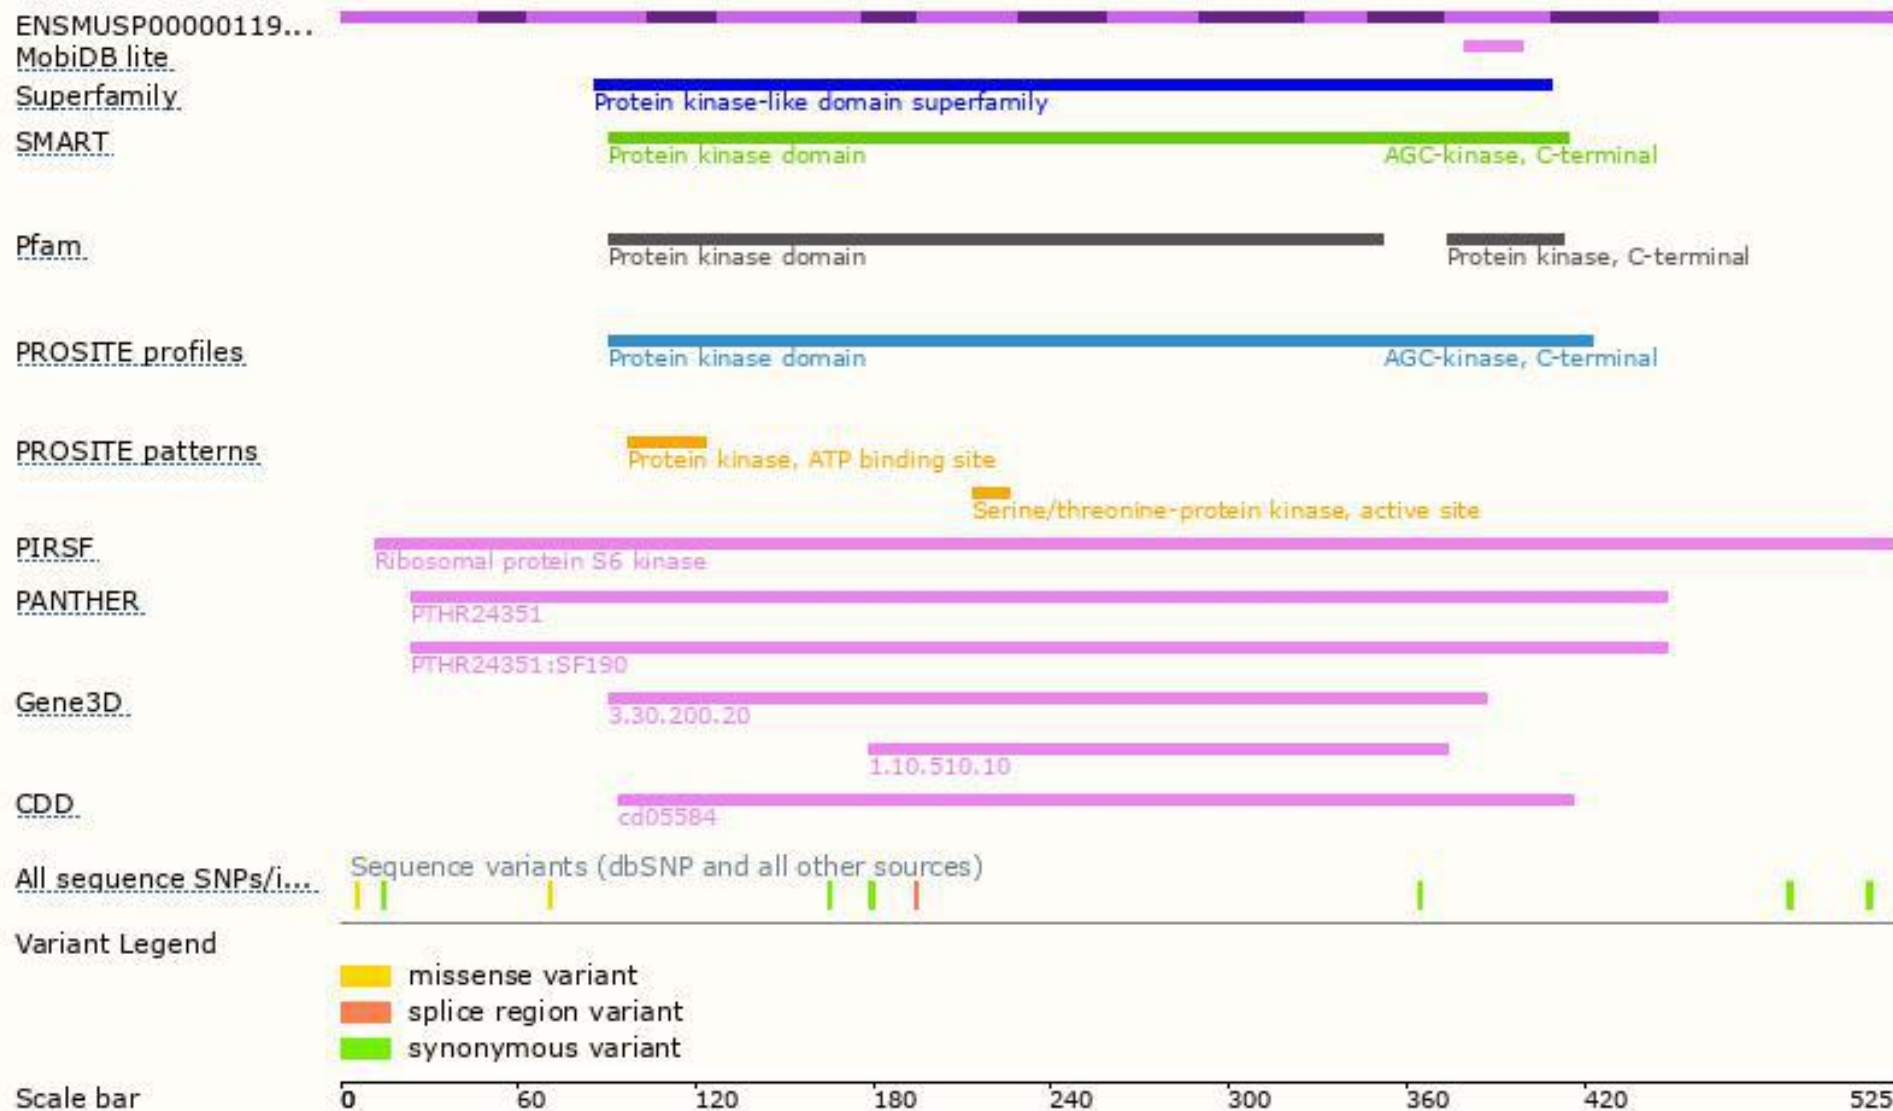 ENSMUSP00000119...
MobiDB lite
Superfamily
Protein kinase-like domain superfamily
SMART
Protein kinase domain AGC-kinase, C-terminal
Pfam
Protein kinase domain Protein kinase, C-terminal
PROSITE profiles
Protein kinase domain AGC-kinase, C-terminal
PROSITE patterns
Protein kinase, ATP binding site
Serine/threonine-protein kinase, active site
PIRSF
Ribosomal protein S6 kinase
PANTHER
PTHR24351
PTHR24351:SF190
Gene3D
3.30.200.20
1.10.510.10
CDD
cd05584
Sequence variants (dbSNP and all other sources)
All sequence SNPs/i...
Variant Legend
missense variant
splice region variant
synonymous variant
Scale bar 0 60 120 180 240 300 360 420 525